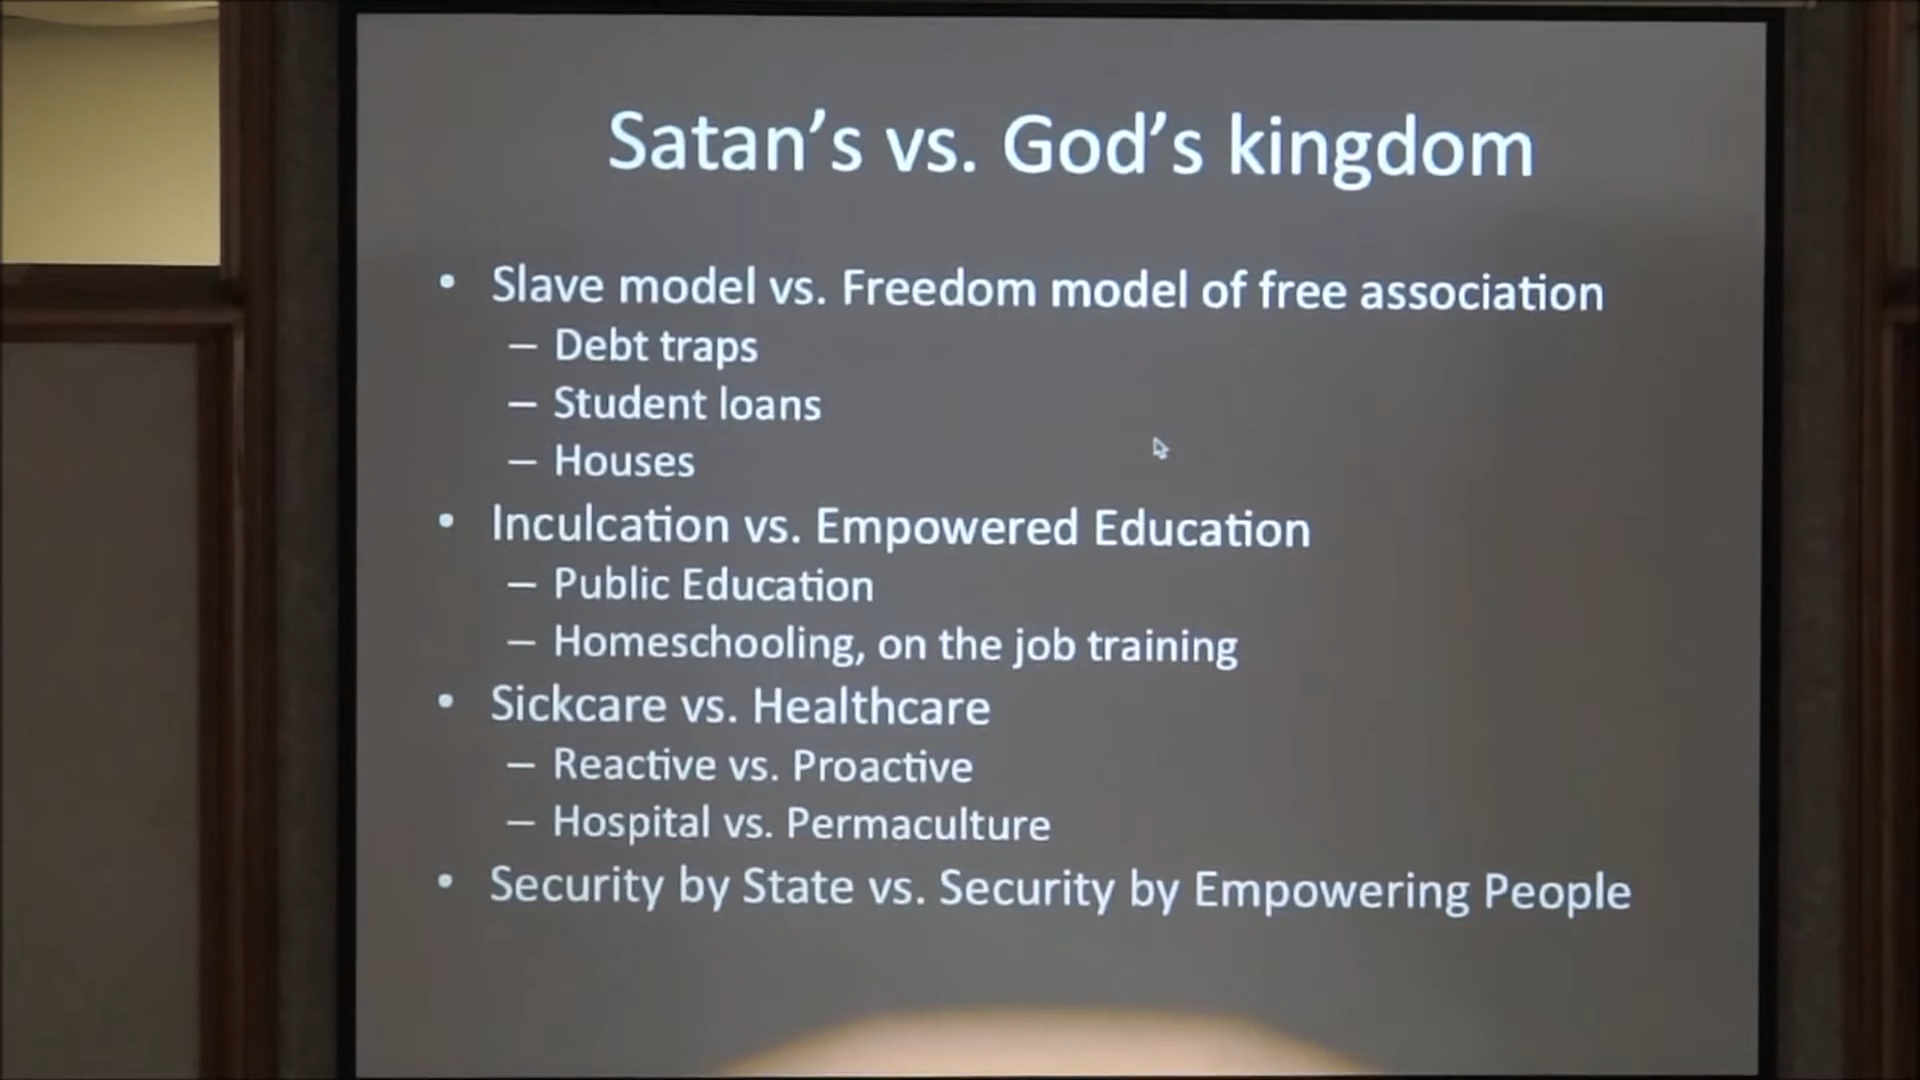 Satan's vs. God's kingdom
• Slave model vs. Freedom model of free association
– Debt traps
– Student loans
– Houses
• Inculcation vs. Empowered Education
– Public Education
– Homeschooling, on the job training
• Sickcare vs. Healthcare
– Reactive vs. Proactive
– Hospital vs. Permaculture
• Security by State vs. Security by Empowering People